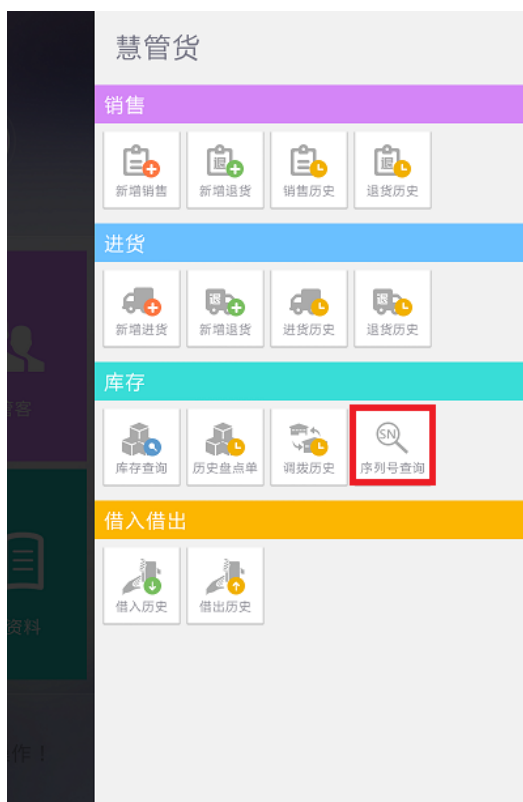 慧管货
销售
新增销售 新增退货 销售历史 退货历史
进货
新增进货 新增退货 进货历史 退货历史
库存
SN
库存查询 历史盘点单 调拨历史 序列号查询
借入借出
借入历史 借出历史
客
资料
作！